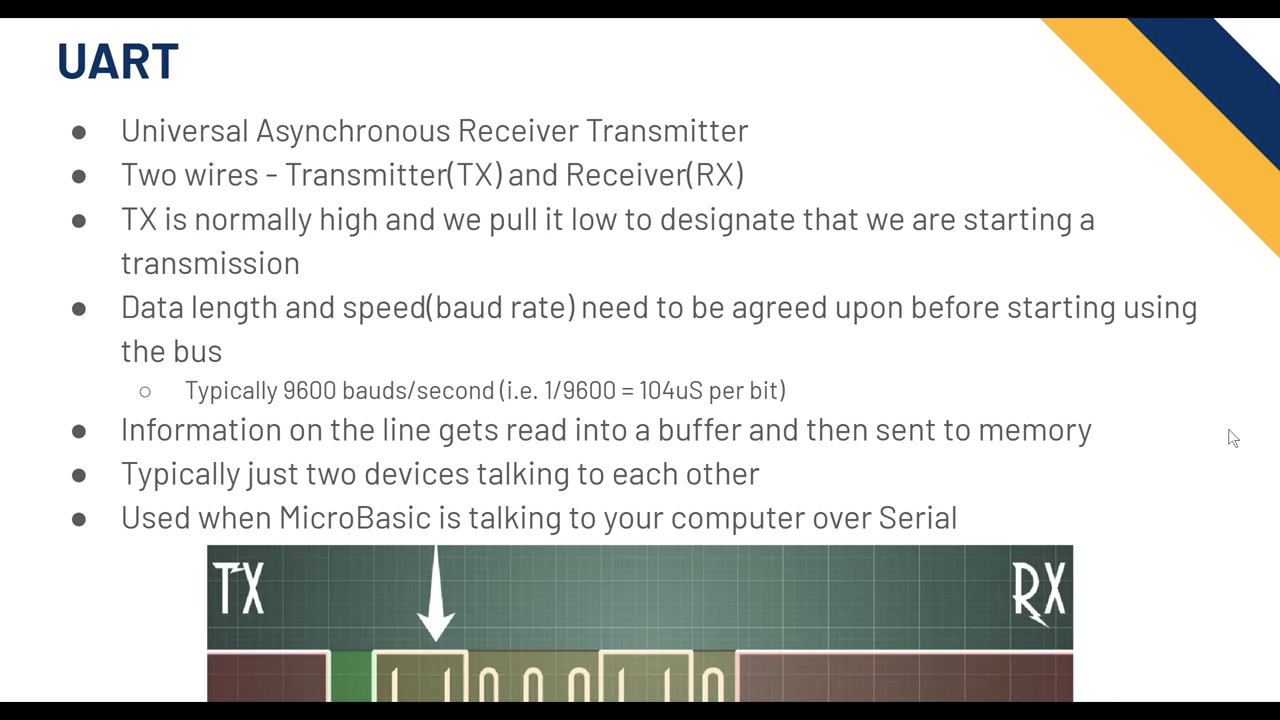 UART
● Universal Asynchronous Receiver Transmitter
● Two wires - Transmitter(TX) and Receiver(RX)
● TX is normally high and we pull it low to designate that we are starting a
transmission
● Data length and speed(baud rate) need to be agreed upon before starting using
the bus
○ Typically 9600 bauds/second (i.e. 1/9600 = 104uS per bit)
● Information on the line gets read into a buffer and then sent to memory
● Typically just two devices talking to each other
● Used when MicroBasic is talking to your computer over Serial
TX RX